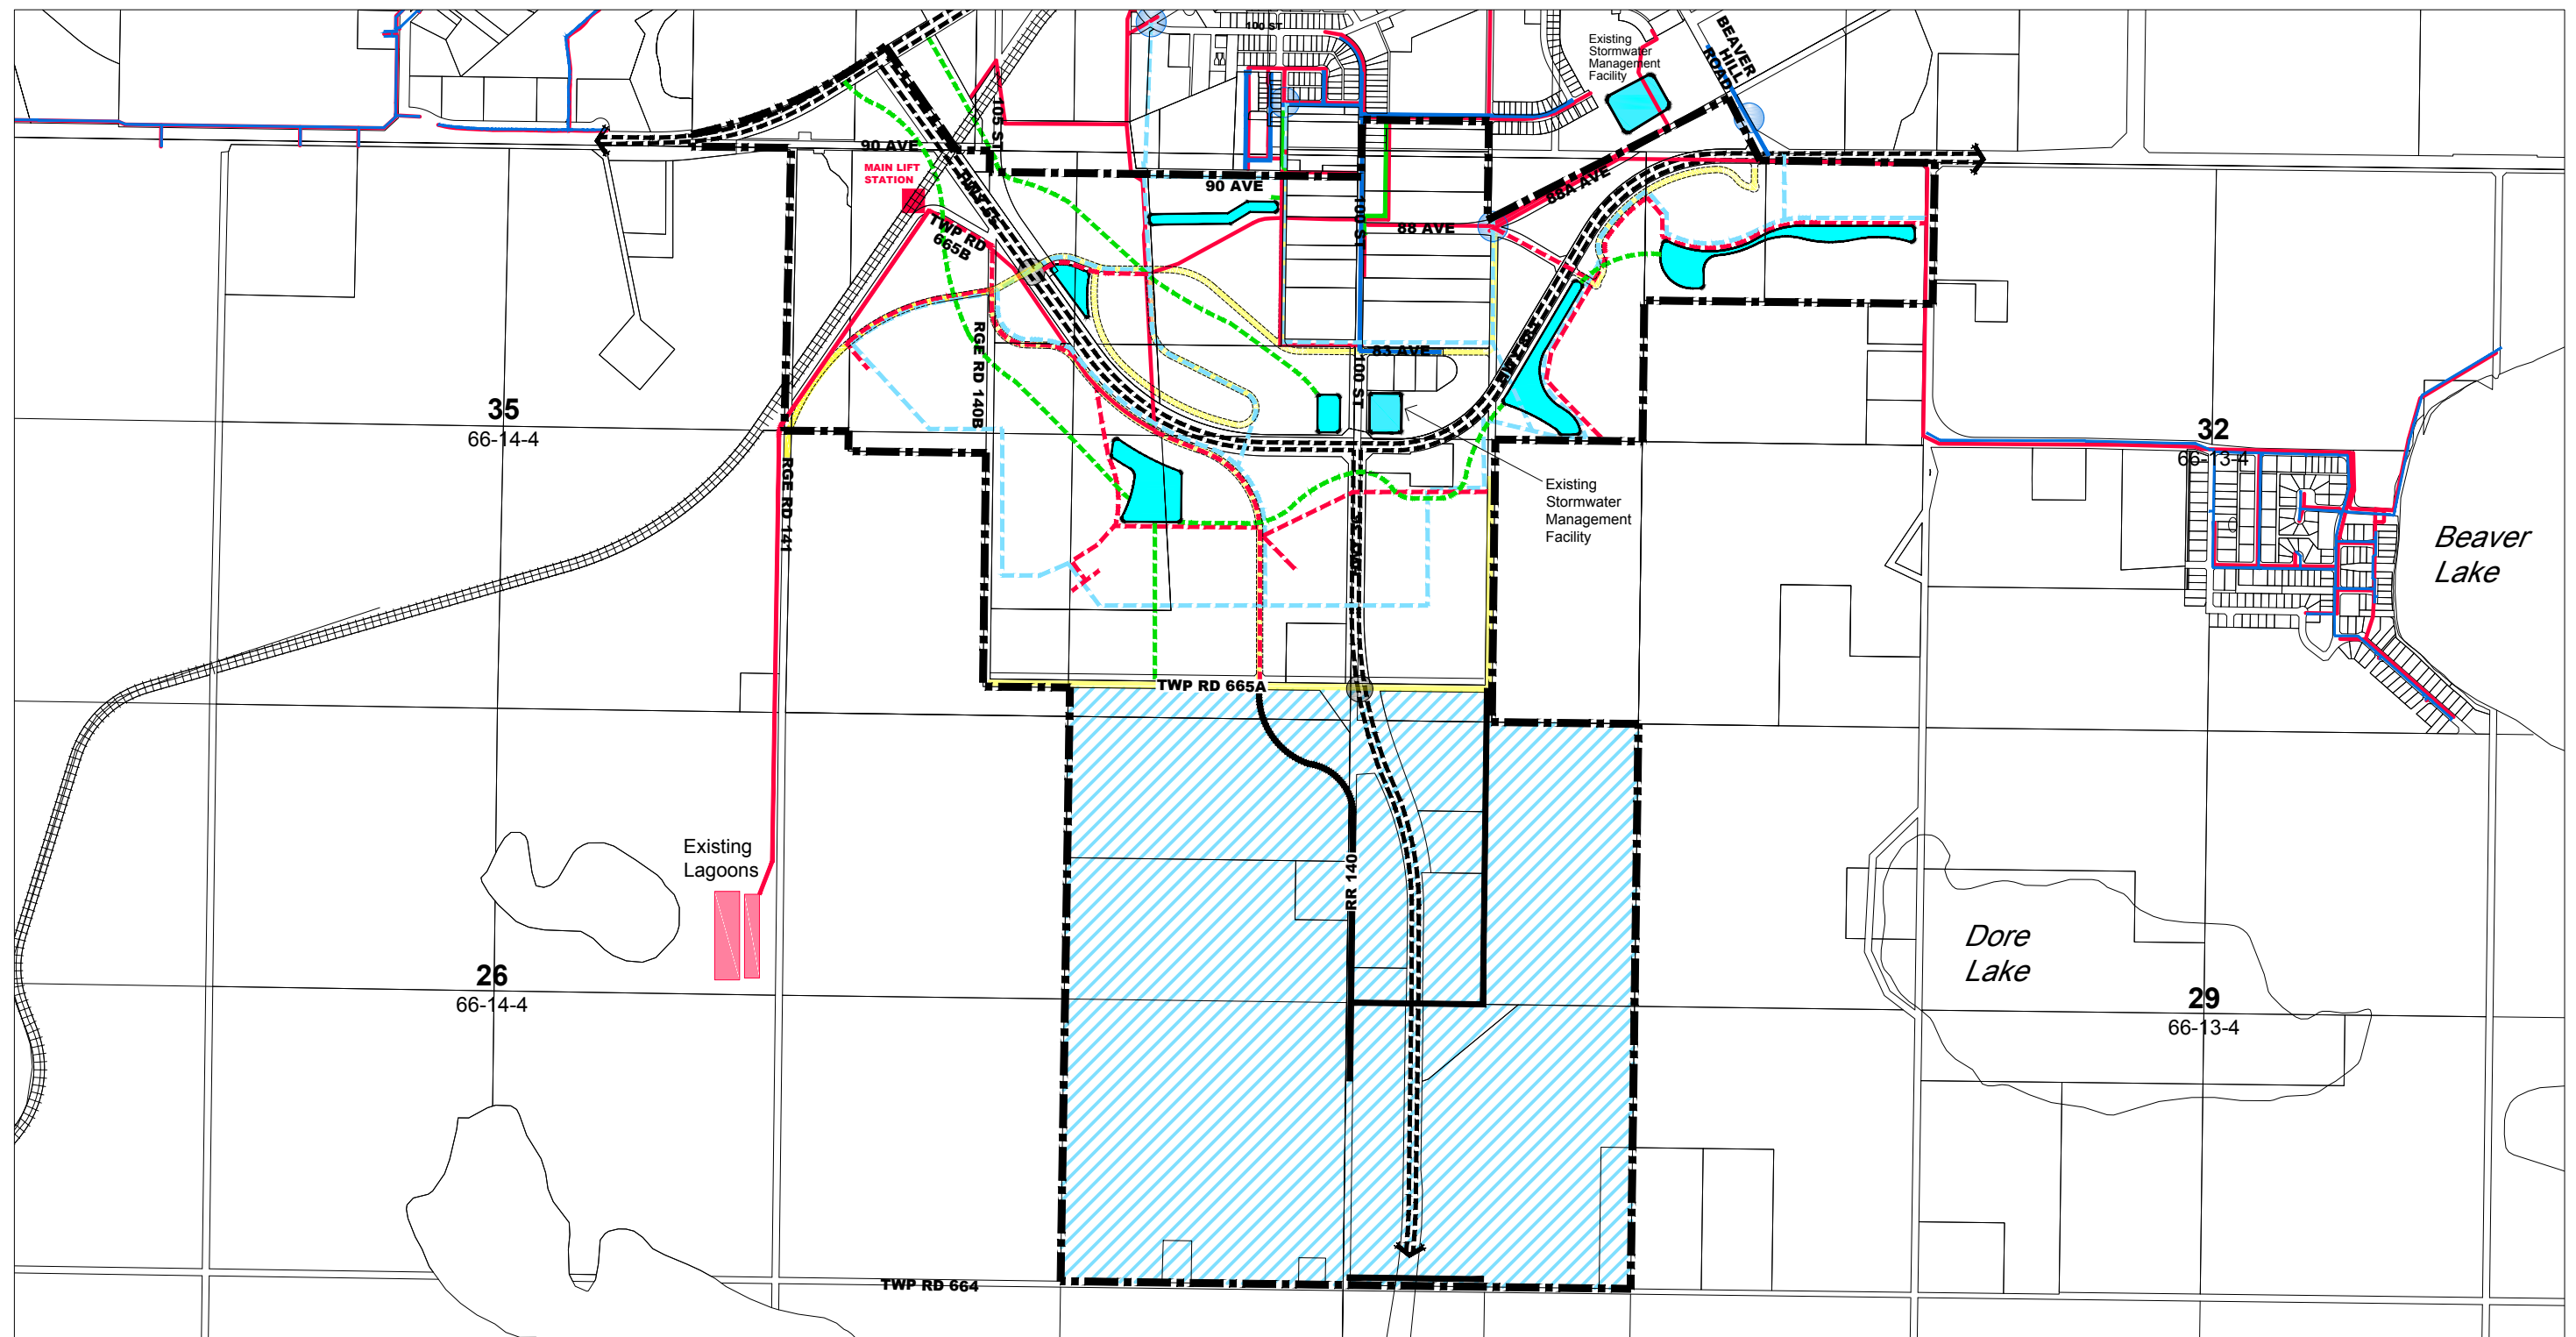 100 ST
Existing
Stormwater
Management
Facility
BEAVER
HILL
ROAD
105 ST
90 AVE
MAIN LIFT
STATION
90 AVE
88A AVE
100 ST
88 AVE
TWP RD
665B
RGE RD 140B
83 AVE
100 ST
35
66-14-4
32
66-13-4
RGE RD 141
Existing
Stormwater
Management
Facility
Beaver
Lake
TWP RD 665A
Existing
Lagoons
RR 140
Dore
Lake
26
66-14-4
29
66-13-4
TWP RD 664